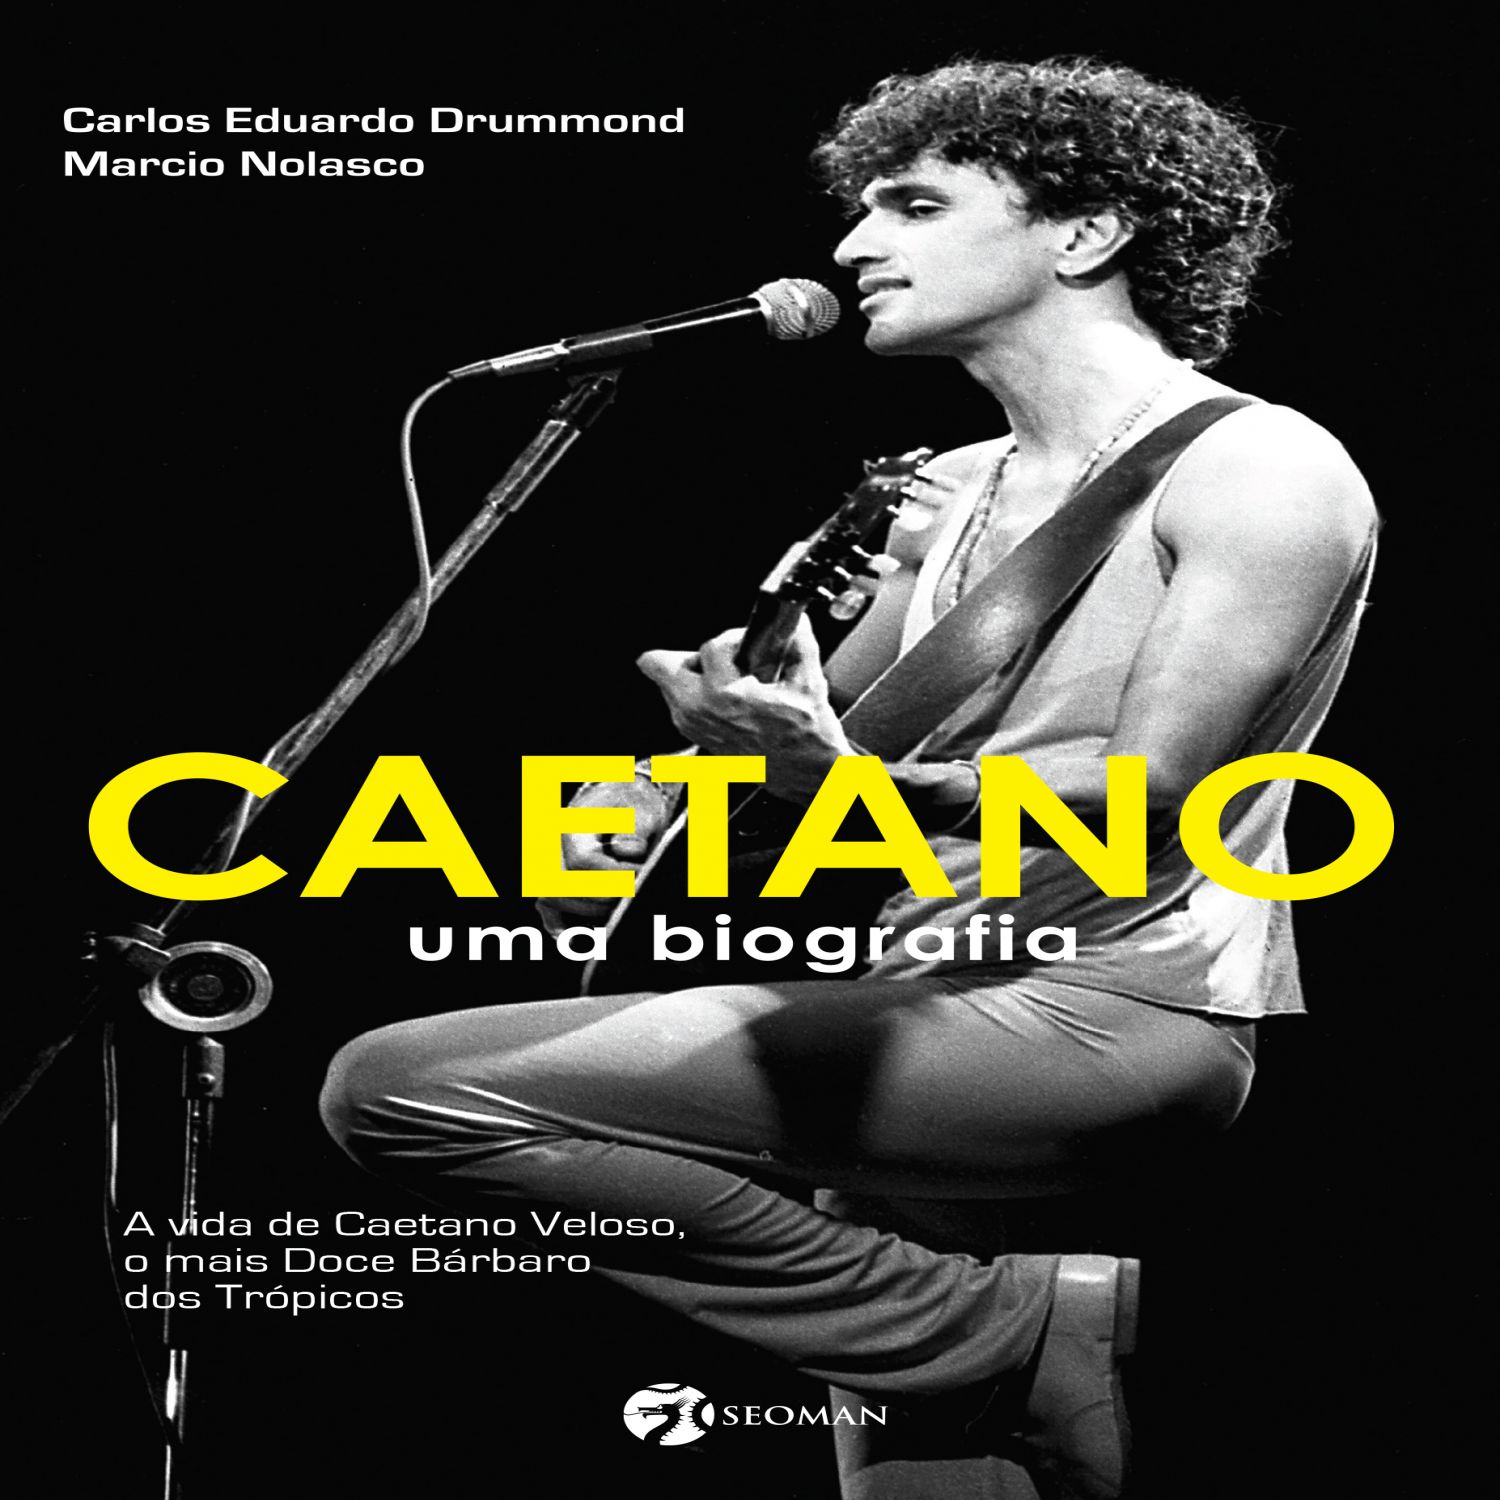 Carlos Eduardo Drummond
Marcio Nolasco
CAETANO
uma biografia
A vida de Caetano Veloso,
o mais Doce Bárbaro
dos Trópicos
SEOMAN